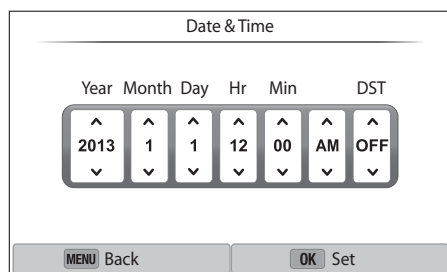 Date & Time
Year Month Day Hr Min DST
2013 1 1 12 00 AM OFF
MENU Back OK Set